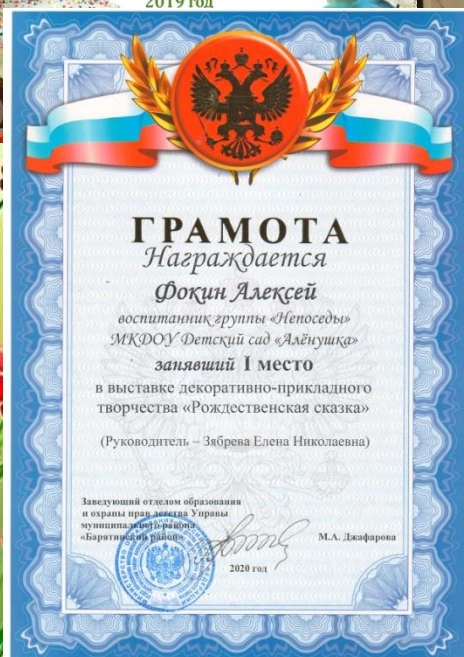 2019 год
ГРАМОТА
Награждается
Фокин Алексей
воспитанник группы «Непоседы»
МКДОУ Детский сад «Алёнушка»
занявший I место
в выставке декоративно-прикладного
творчества «Рождественская сказка»
(Руководитель – Зябрева Елена Николаевна)
Заведующий отделом образования
и охраны прав детства Управы
муниципального района
«Барятинский район»
М.А. Джафарова
2020 год